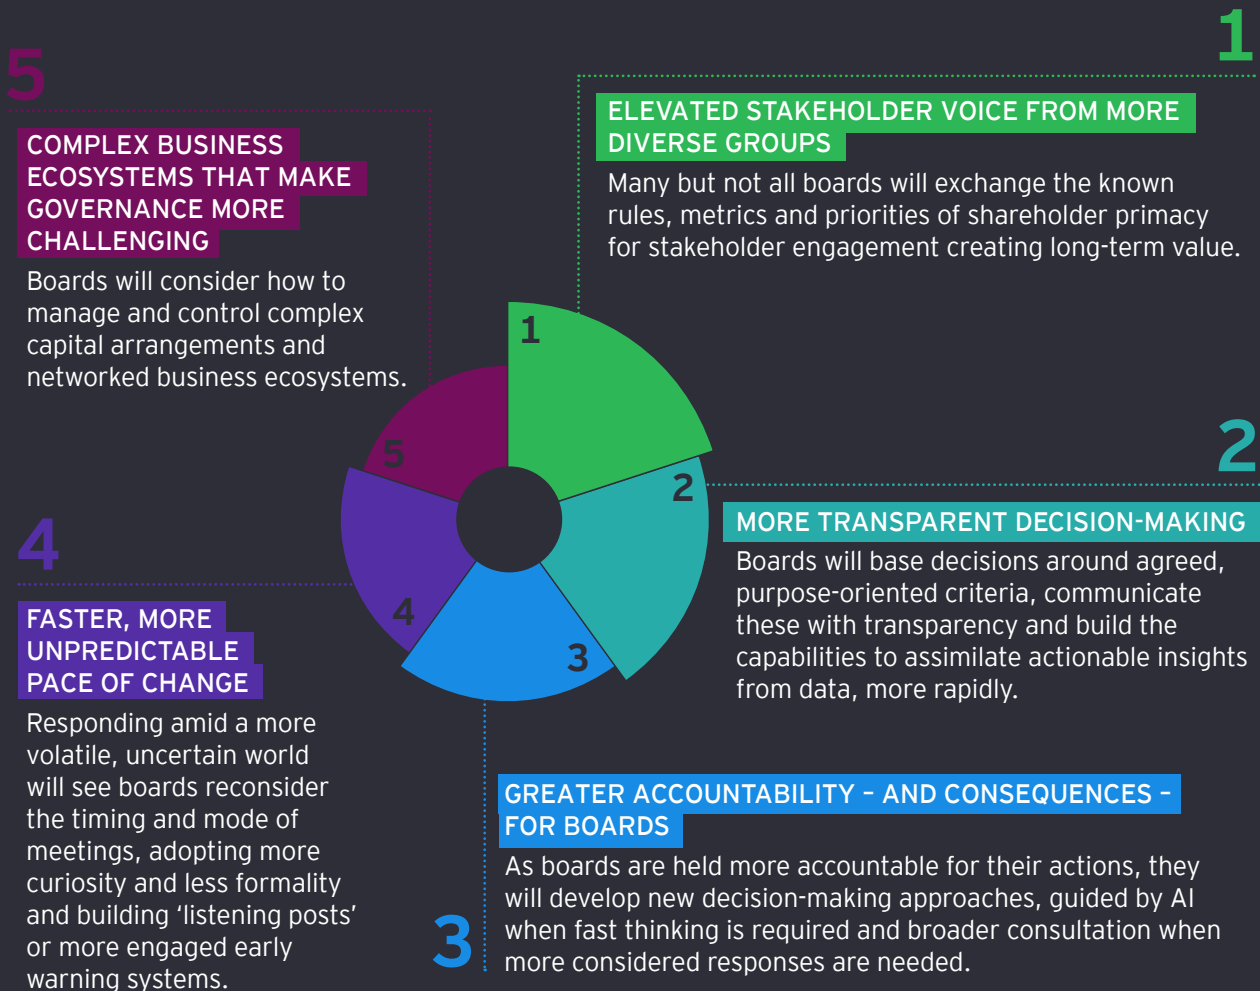 1
ELEVATED STAKEHOLDER VOICE FROM MORE
DIVERSE GROUPS
Many but not all boards will exchange the known
rules, metrics and priorities of shareholder primacy
for stakeholder engagement creating long-term value.
2
MORE TRANSPARENT DECISION-MAKING
Boards will base decisions around agreed,
purpose-oriented criteria, communicate
these with transparency and build the
capabilities to assimilate actionable insights
from data, more rapidly.
3
GREATER ACCOUNTABILITY – AND CONSEQUENCES –
FOR BOARDS
As boards are held more accountable for their actions, they
will develop new decision-making approaches, guided by AI
when fast thinking is required and broader consultation when
more considered responses are needed.
4
FASTER, MORE
UNPREDICTABLE
PACE OF CHANGE
Responding amid a more
volatile, uncertain world
will see boards reconsider
the timing and mode of
meetings, adopting more
curiosity and less formality
and building ‘listening posts’
or more engaged early
warning systems.
5
COMPLEX BUSINESS
ECOSYSTEMS THAT MAKE
GOVERNANCE MORE
CHALLENGING
Boards will consider how to
manage and control complex
capital arrangements and
networked business ecosystems.
1
2
3
4
5